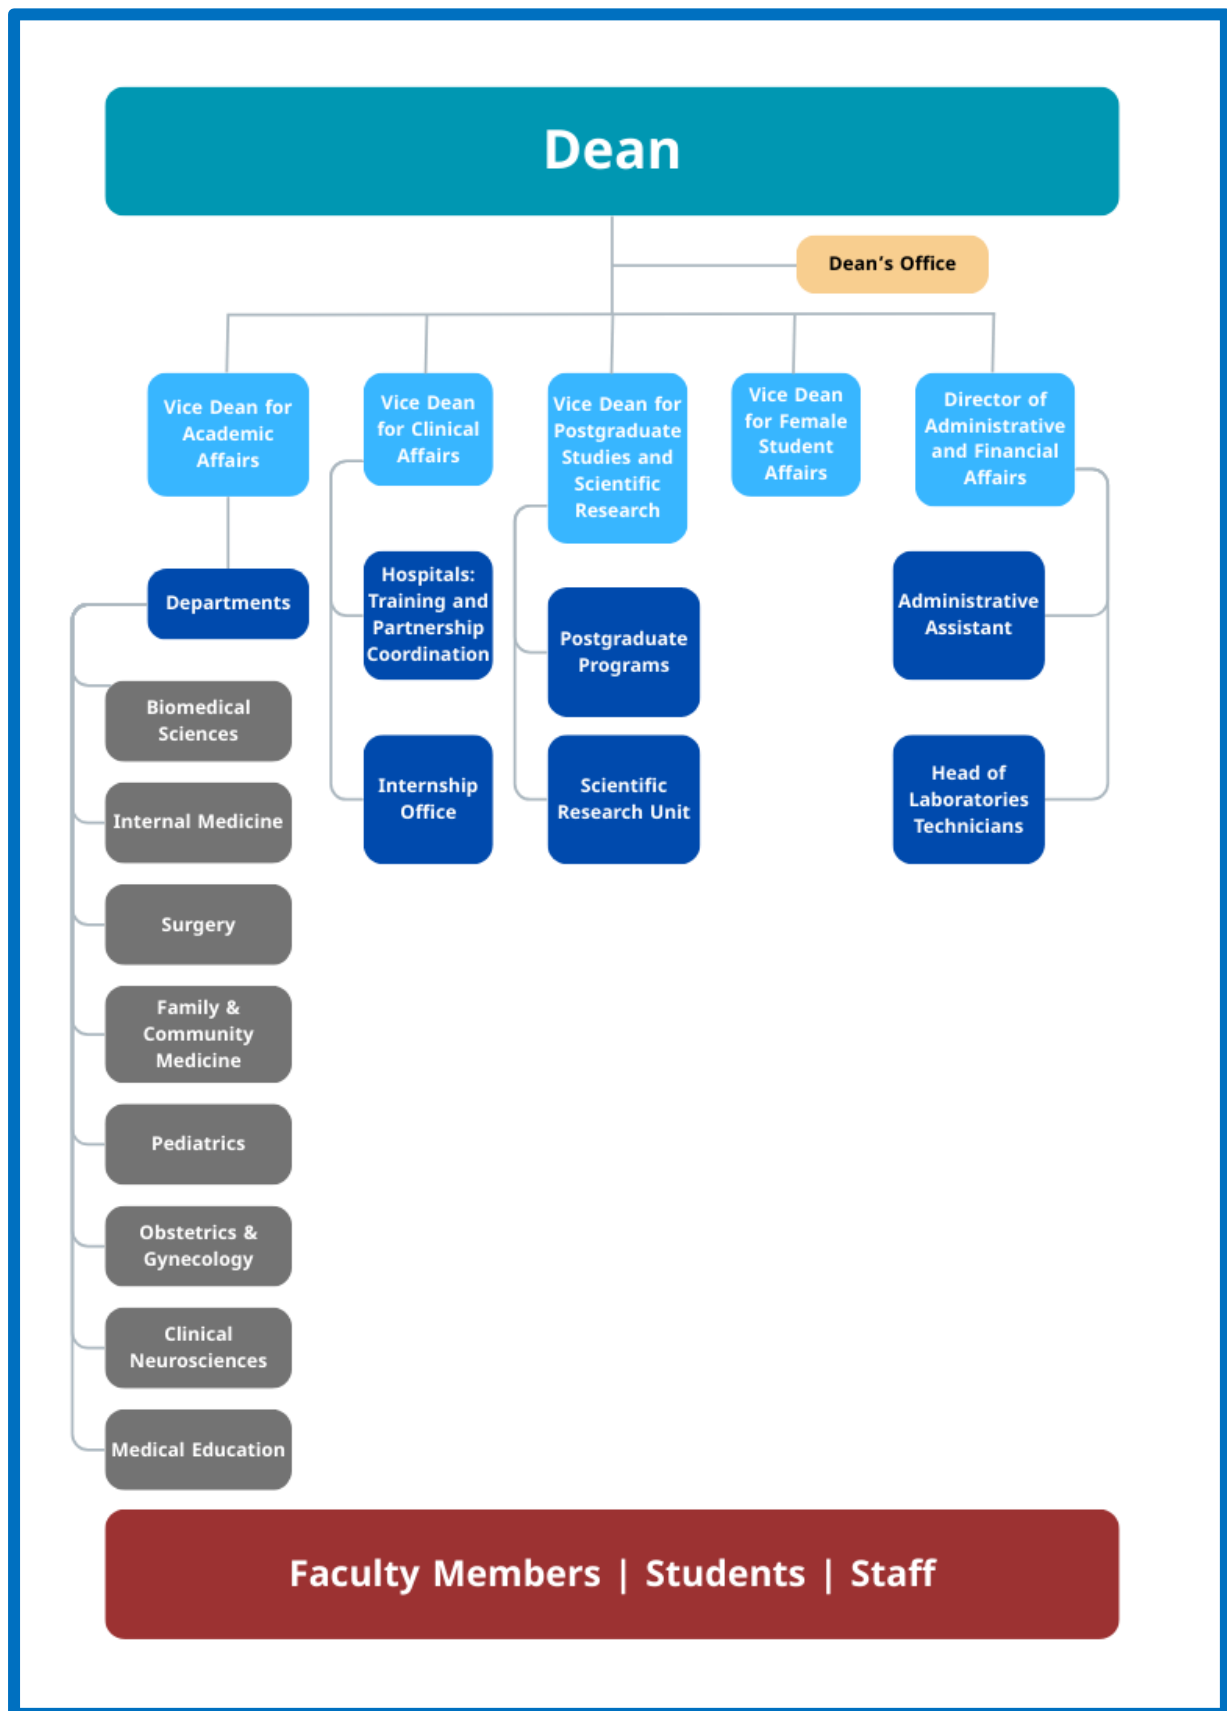 Dean
Dean’s Office
Vice Dean for
Academic
Affairs
Vice Dean
for Clinical
Affairs
Vice Dean for
Postgraduate
Studies and
Scientific
Research
Vice Dean
for Female
Student
Affairs
Director of
Administrative
and Financial
Affairs
Departments
Hospitals:
Training and
Partnership
Coordination
Postgraduate
Programs
Administrative
Assistant
Biomedical
Sciences
Internship
Office
Scientific
Research Unit
Head of
Laboratories
Technicians
Internal Medicine
Surgery
Family &
Community
Medicine
Pediatrics
Obstetrics &
Gynecology
Clinical
Neurosciences
Medical Education
Faculty Members | Students | Staff